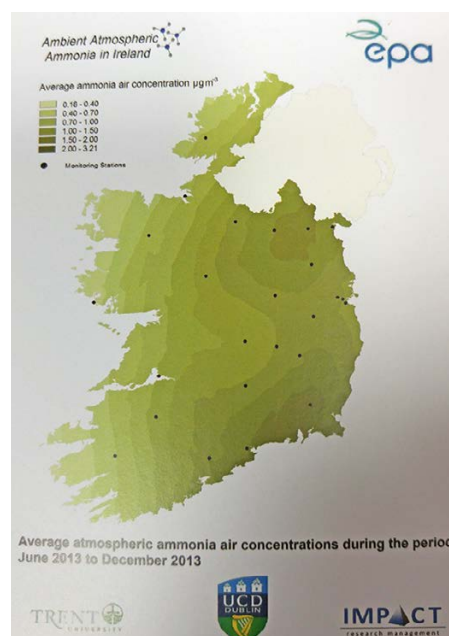 Ambient Atmospheric
Ammonia in Ireland
epa
Average ammonia air concentration µgm⁻³
0.16 - 0.40
0.40 - 0.70
0.70 - 1.00
1.00 - 1.50
1.50 - 2.00
2.00 - 3.21
Monitoring Stations
Average atmospheric ammonia air concentrations during the perio
June 2013 to December 2013
TRENT
UNIVERSITY
UCD
DUBLIN
IMPACT
research management